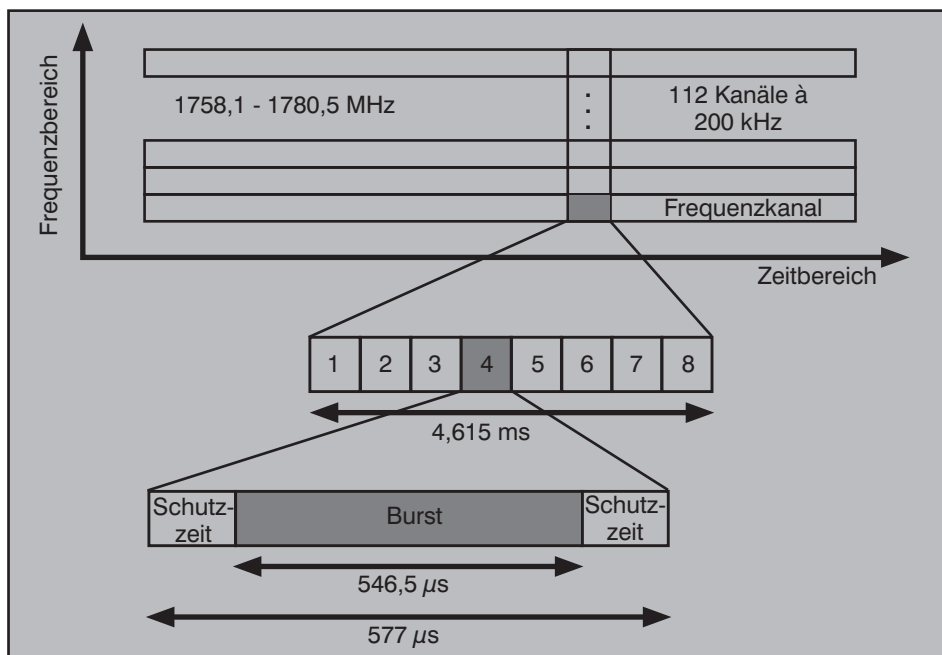 Frequenzbereich
1758,1 - 1780,5 MHz
112 Kanäle à
200 kHz
Frequenzkanal
Zeitbereich
1 2 3 4 5 6 7 8
4,615 ms
Schutz-
zeit
Burst
Schutz-
zeit
546,5 µs
577 µs